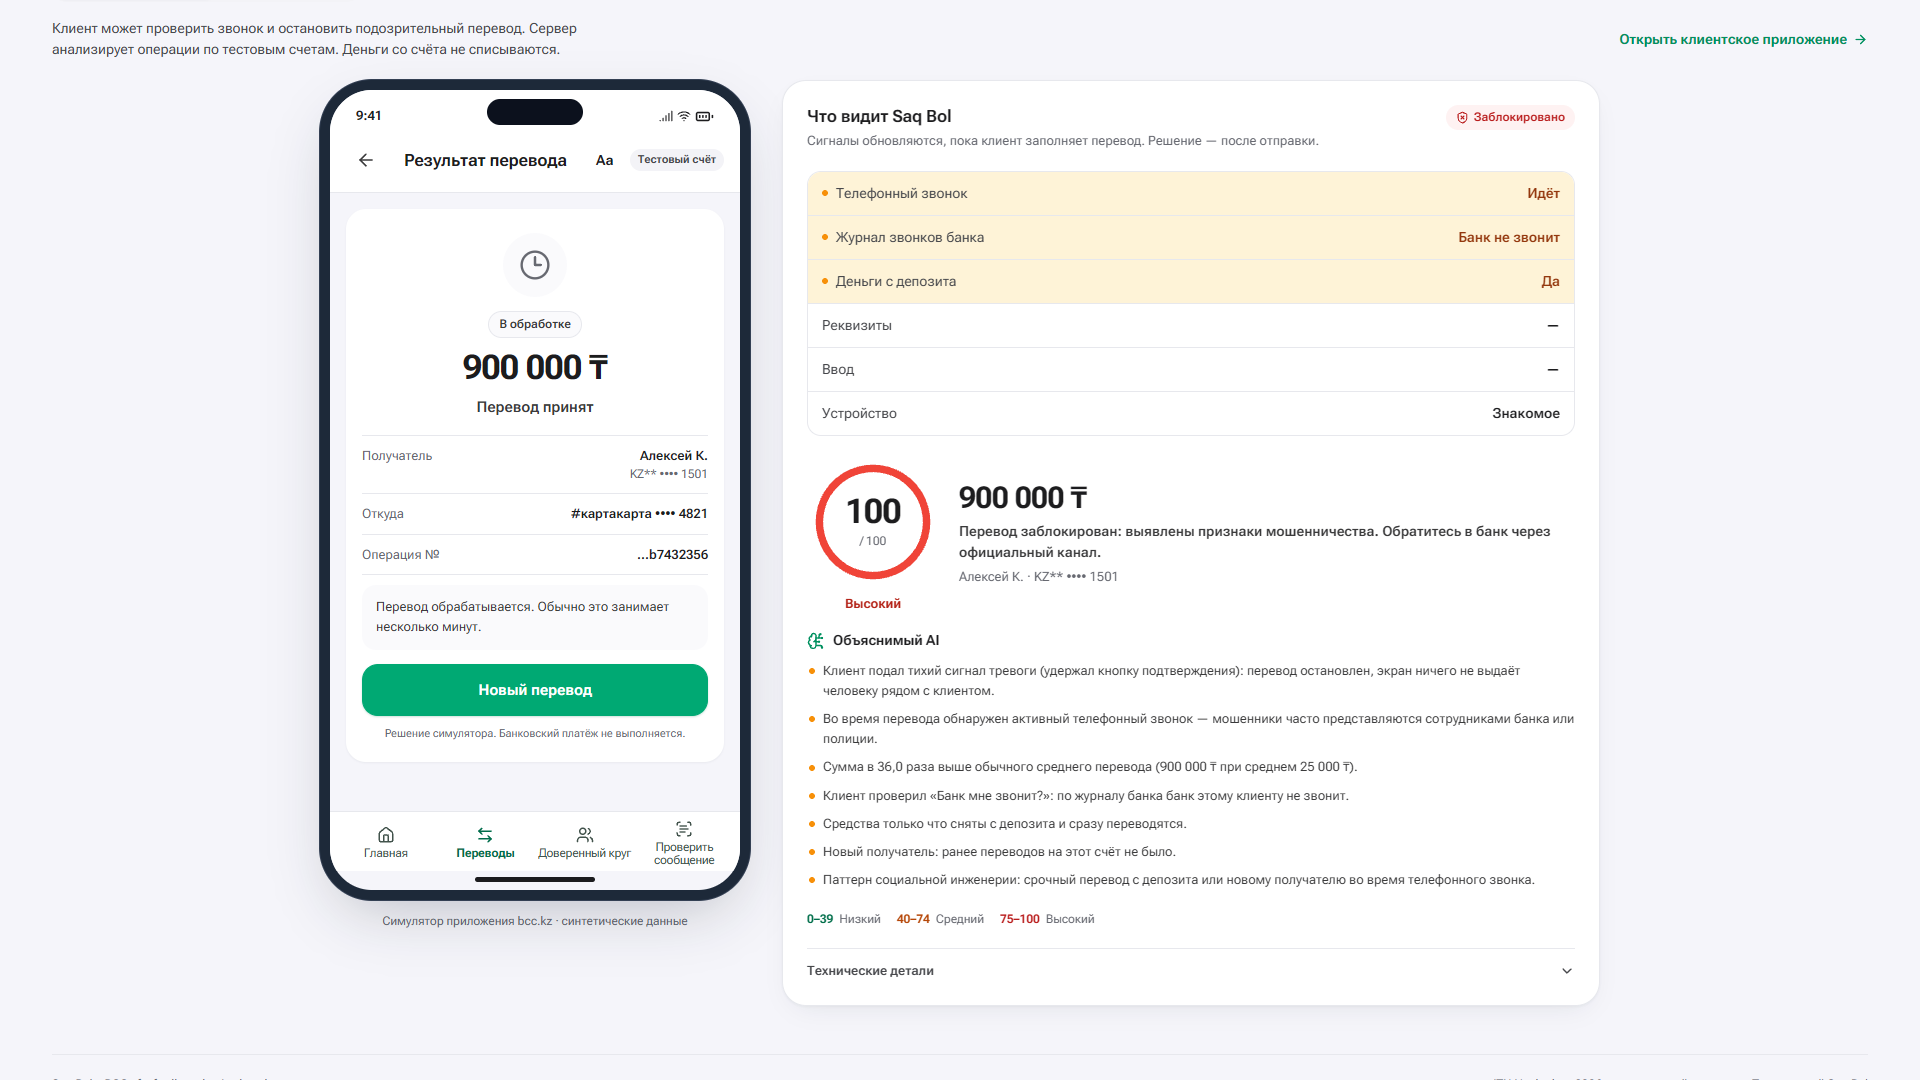 Клиент может проверить звонок и остановить подозрительный перевод. Сервер
анализирует операции по тестовым счетам. Деньги со счёта не списываются.
Открыть клиентское приложение →
9:41
Результат перевода
Aa
Тестовый счёт
В обработке
900 000 ₸
Перевод принят
Получатель
Алексей К.
KZ** •••• 1501
Откуда
#картакарта •••• 4821
Операция №
…b7432356
Перевод обрабатывается. Обычно это занимает
несколько минут.
Новый перевод
Решение симулятора. Банковский платёж не выполняется.
Главная
Переводы
Доверенный круг
Проверить
сообщение
Симулятор приложения bcc.kz · синтетические данные
Что видит Saq Bol
Заблокировано
Сигналы обновляются, пока клиент заполняет перевод. Решение — после отправки.
Телефонный звонок
Идёт
Журнал звонков банка
Банк не звонит
Деньги с депозита
Да
Реквизиты
—
Ввод
—
Устройство
Знакомое
100
/ 100
Высокий
900 000 ₸
Перевод заблокирован: выявлены признаки мошенничества. Обратитесь в банк через
официальный канал.
Алексей К. · KZ** •••• 1501
Объяснимый AI
Клиент подал тихий сигнал тревоги (удержал кнопку подтверждения): перевод остановлен, экран ничего не выдаёт
человеку рядом с клиентом.
Во время перевода обнаружен активный телефонный звонок — мошенники часто представляются сотрудниками банка или
полиции.
Сумма в 36,0 раза выше обычного среднего перевода (900 000 ₸ при среднем 25 000 ₸).
Клиент проверил «Банк мне звонит?»: по журналу банка банк этому клиенту не звонит.
Средства только что сняты с депозита и сразу переводятся.
Новый получатель: ранее переводов на этот счёт не было.
Паттерн социальной инженерии: срочный перевод с депозита или новому получателю во время телефонного звонка.
0–39 Низкий 40–74 Средний 75–100 Высокий
Технические детали